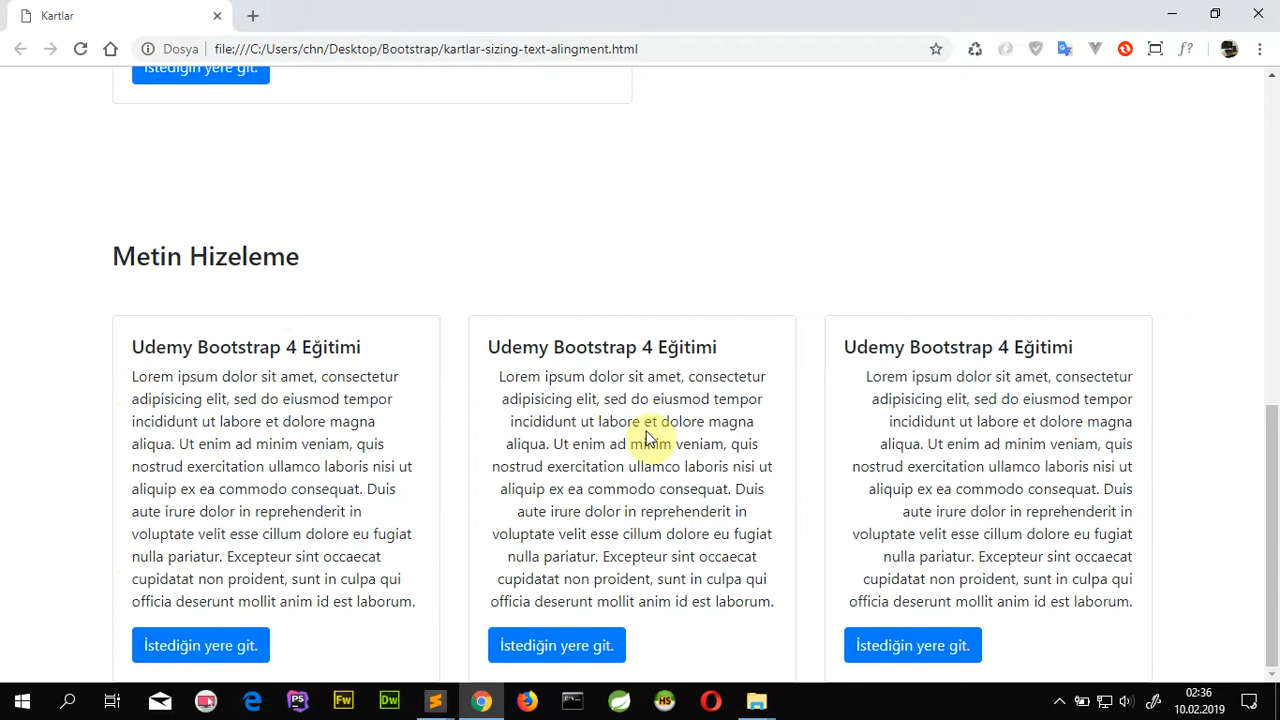 Kartlar
Dosya
file:///C:/Users/chn/Desktop/Bootstrap/kartlar-sizing-text-alingment.html
f?
İstediğin yere git.
Metin Hizeleme
Udemy Bootstrap 4 Eğitimi
Lorem ipsum dolor sit amet, consectetur
adipisicing elit, sed do eiusmod tempor
incididunt ut labore et dolore magna
aliqua. Ut enim ad minim veniam, quis
nostrud exercitation ullamco laboris nisi ut
aliquip ex ea commodo consequat. Duis
aute irure dolor in reprehenderit in
voluptate velit esse cillum dolore eu fugiat
nulla pariatur. Excepteur sint occaecat
cupidatat non proident, sunt in culpa qui
officia deserunt mollit anim id est laborum.
İstediğin yere git.
Udemy Bootstrap 4 Eğitimi
Lorem ipsum dolor sit amet, consectetur
adipisicing elit, sed do eiusmod tempor
incididunt ut labore et dolore magna
aliqua. Ut enim ad minim veniam, quis
nostrud exercitation ullamco laboris nisi ut
aliquip ex ea commodo consequat. Duis
aute irure dolor in reprehenderit in
voluptate velit esse cillum dolore eu fugiat
nulla pariatur. Excepteur sint occaecat
cupidatat non proident, sunt in culpa qui
officia deserunt mollit anim id est laborum.
İstediğin yere git.
Udemy Bootstrap 4 Eğitimi
Lorem ipsum dolor sit amet, consectetur
adipisicing elit, sed do eiusmod tempor
incididunt ut labore et dolore magna
aliqua. Ut enim ad minim veniam, quis
nostrud exercitation ullamco laboris nisi ut
aliquip ex ea commodo consequat. Duis
aute irure dolor in reprehenderit in
voluptate velit esse cillum dolore eu fugiat
nulla pariatur. Excepteur sint occaecat
cupidatat non proident, sunt in culpa qui
officia deserunt mollit anim id est laborum.
İstediğin yere git.
PS
Fw
Dw
HS
02:36
10.02.2019